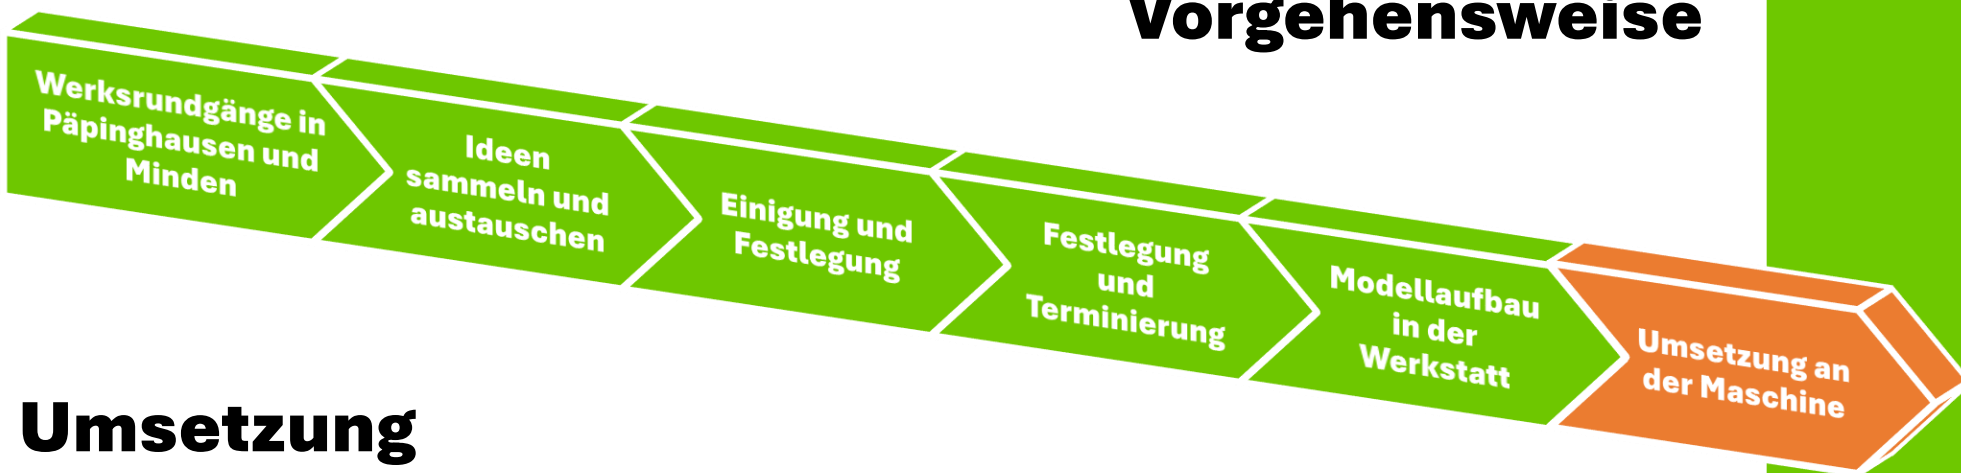 Vorgehensweise
Werksrundgänge in
Päpinghausen und
Minden
Ideen
sammeln und
austauschen
Einigung und
Festlegung
Festlegung
und
Terminierung
Modellaufbau
in der
Werkstatt
Umsetzung an
der Maschine
Umsetzung